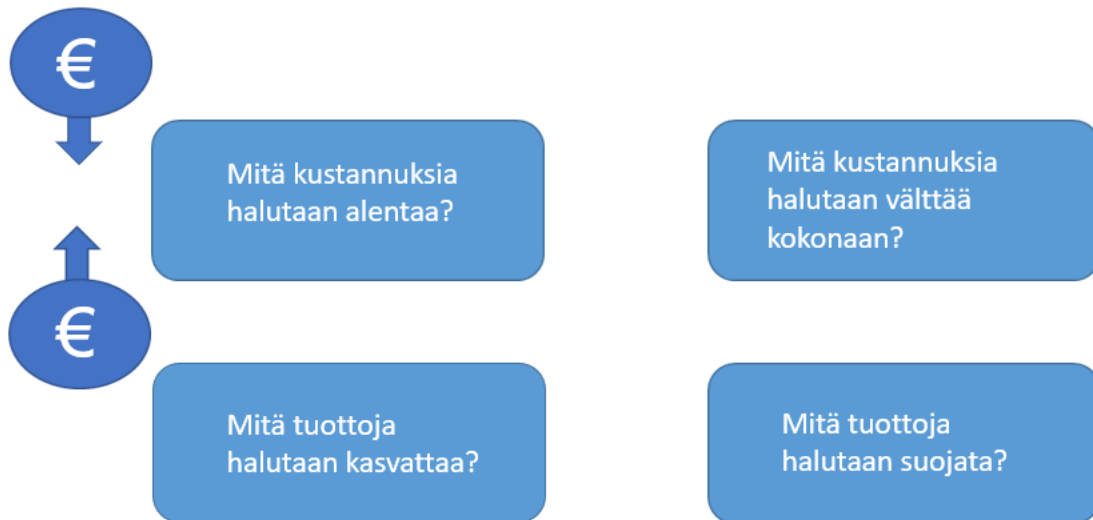 €
Mitä kustannuksia
halutaan alentaa?
Mitä kustannuksia
halutaan välttää
kokonaan?
€
Mitä tuottoja
halutaan kasvattaa?
Mitä tuottoja
halutaan suojata?